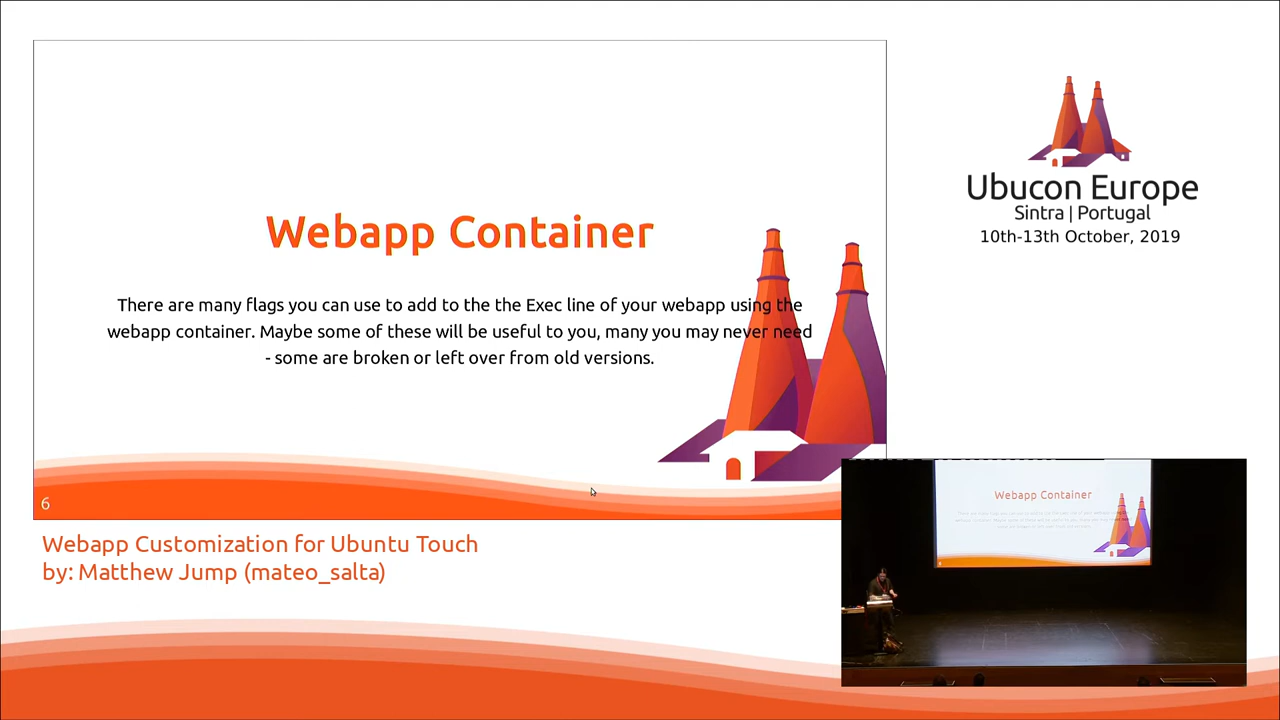 Webapp Container
There are many flags you can use to add to the the Exec line of your webapp using the
webapp container. Maybe some of these will be useful to you, many you may never need
- some are broken or left over from old versions.
6
Webapp Customization for Ubuntu Touch
by: Matthew Jump (mateo_salta)
Ubucon Europe
Sintra | Portugal
10th-13th October, 2019
Webapp Container